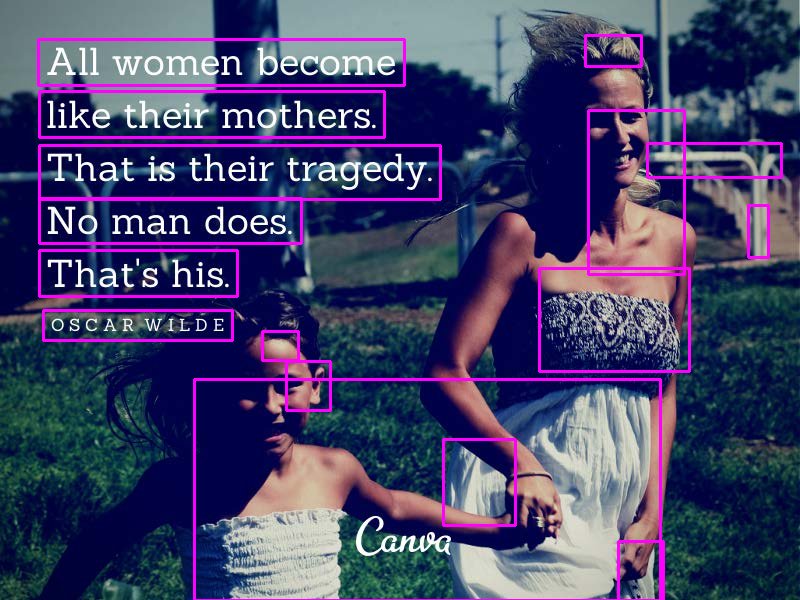 All women become
like their mothers.
That is their tragedy.
No man does.
That's his.
OSCAR WILDE
Canva